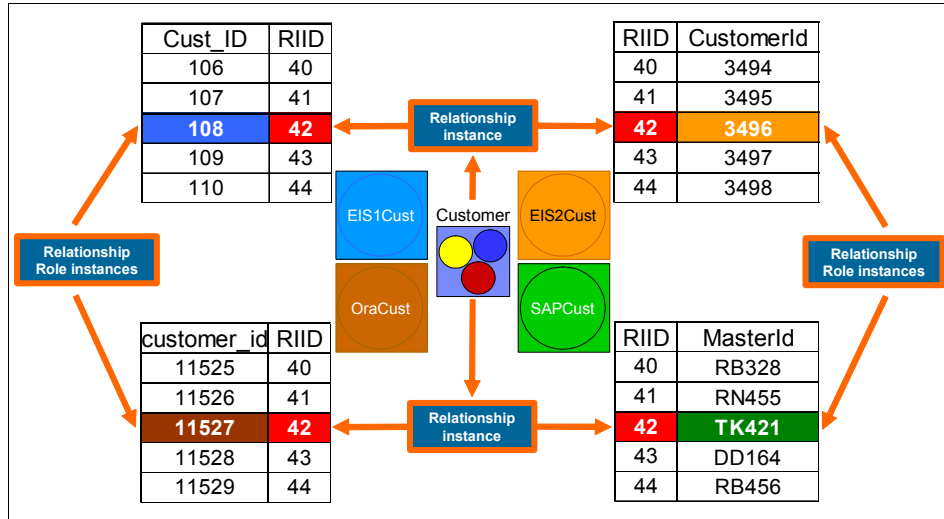 Cust_ID RIID
106 40
107 41
108 42
109 43
110 44
RIID CustomerId
40 3494
41 3495
42 3496
43 3497
44 3498
Relationship
instance
EIS1Cust
Customer
EIS2Cust
Relationship
Role instances
Relationship
Role instances
OraCust
SAPCust
customer_id RIID
11525 40
11526 41
11527 42
11528 43
11529 44
Relationship
instance
RIID MasterId
40 RB328
41 RN455
42 TK421
43 DD164
44 RB456